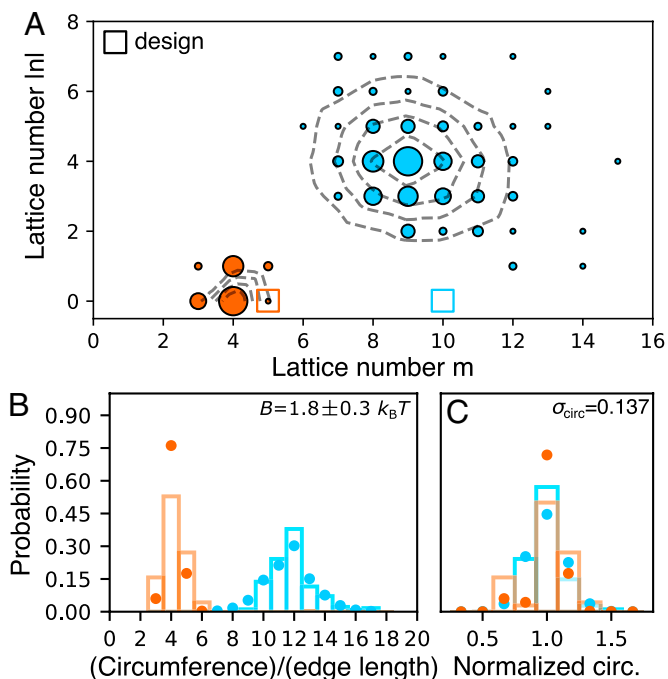 A
design
Lattice number |n|
8
6
4
2
0
0 2 4 6 8 10 12 14 16
Lattice number m
B
B=1.8±0.3 kBT
Probability
0.90
0.75
0.60
0.45
0.30
0.15
0.00
0 2 4 6 8 10 12 14 16 18 20
(Circumference)/(edge length)
C
σcirc=0.137
0.5 1.0 1.5
Normalized circ.